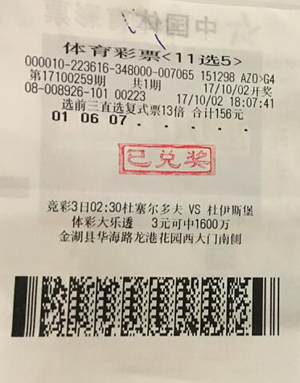 体育彩票<11选5>
000010-223616-348000-007065 151298 AZO>G4
第17100259期 共1期 17/10/02开奖
08-008926-101 00223 17/10/02 18:07:41
选前三直选复式票13倍 合计156元
01 06 07
已兑奖
竞彩3日02:30杜塞尔多夫 VS 杜伊斯堡
体彩大乐透 3元可中1600万
金湖县华海路龙港花园西大门南侧